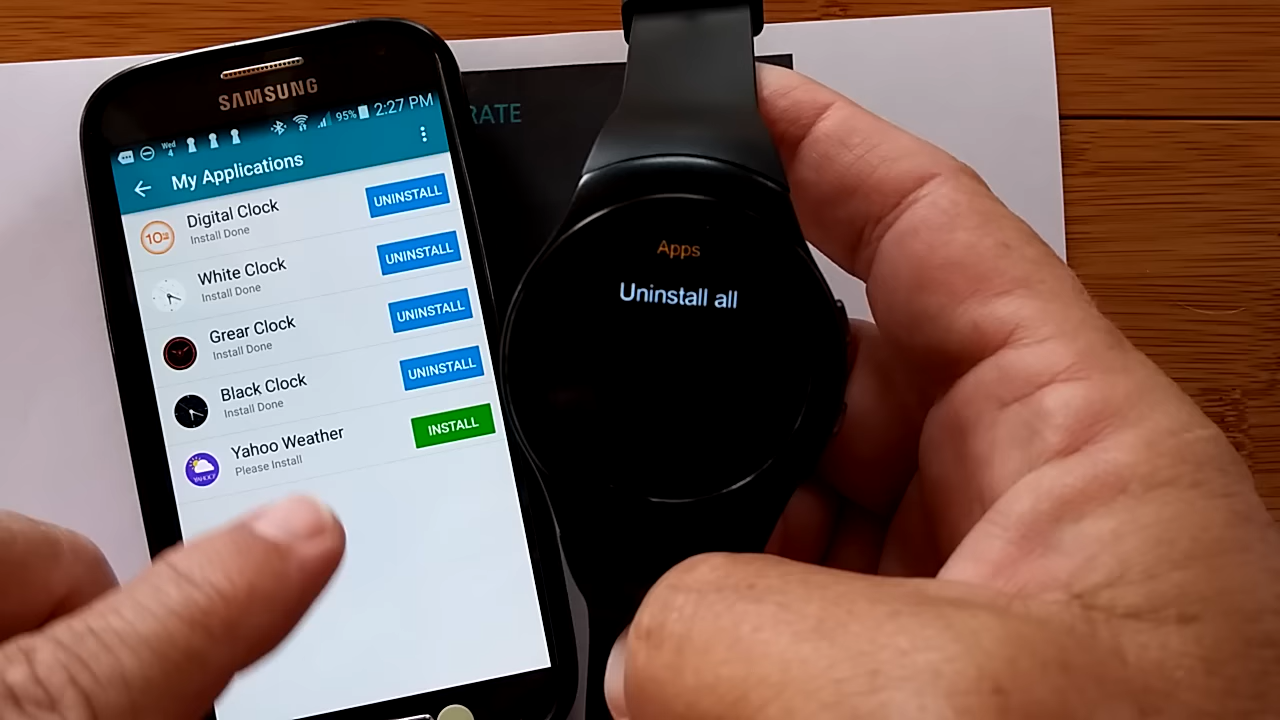 SAMSUNG
Wed
4
95%
2:27 PM
My Applications
10
Digital Clock
Install Done
UNINSTALL
White Clock
Install Done
UNINSTALL
Grear Clock
Install Done
UNINSTALL
Black Clock
Install Done
UNINSTALL
YAHOO!
Yahoo Weather
Please Install
INSTALL
RATE
Apps
Uninstall all